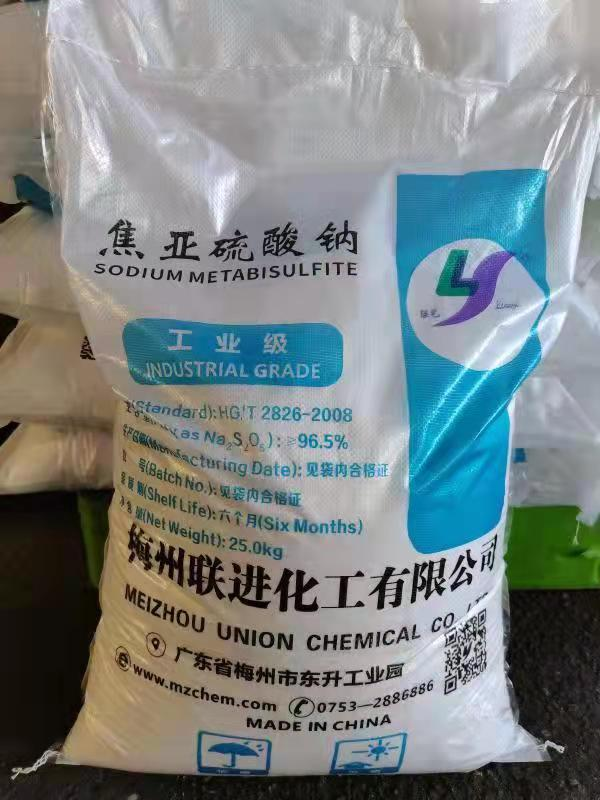 焦亚硫酸钠
SODIUM METABISULFITE
工业级
INDUSTRIAL GRADE
(Standard): HG/T 2826-2008
(as Na₂S₂O₅): ≥96.5%
(Manufacturing Date): 见袋内合格证
号(Batch No.): 见袋内合格证
期(Shelf Life): 六个月(Six Months)
(Net Weight): 25.0kg
梅州联进化工有限公司
MEIZHOU UNION CHEMICAL CO.,
广东省梅州市东升工业园
www.mzchem.com 0753—2886886
MADE IN CHINA